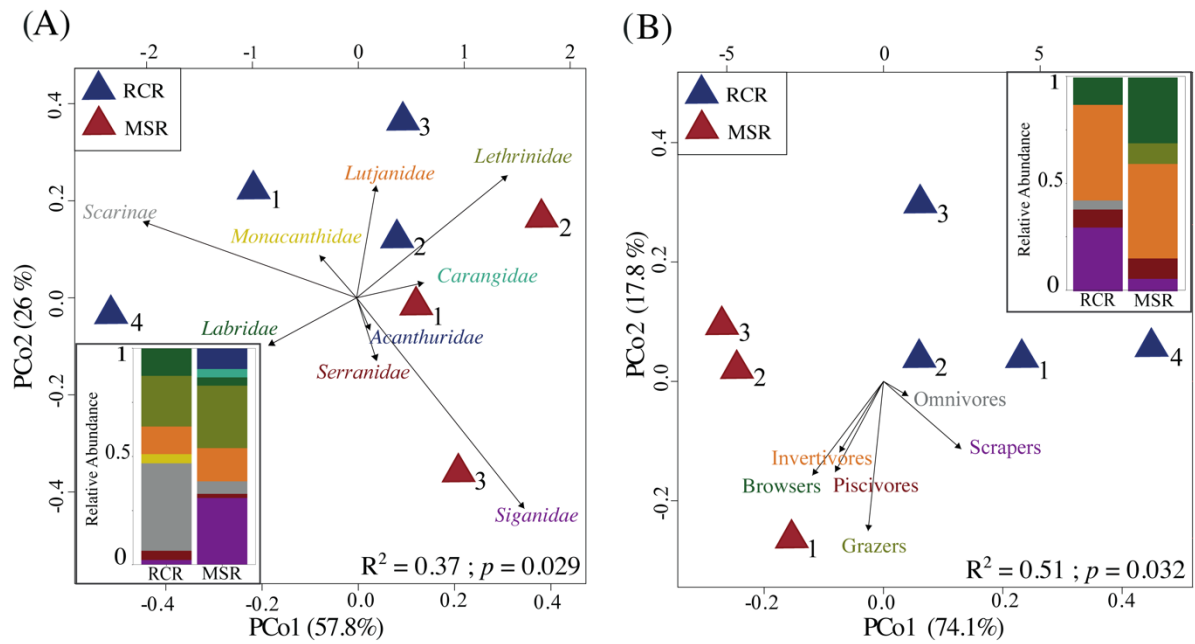 (A)
-2 -1 0 1 2
RCR
MSR
PCo2 (26 %)
0.4
0.2
0.0
-0.2
-0.4
3
Lethrinidae
Lutjanidae
1
Scarinae
2
2
Monacanthidae
Carangidae
4
1
Labridae
Acanthuridae
Serranidae
3
Siganidae
Relative Abundance
1
0.5
0
RCR MSR
R² = 0.37 ; p = 0.029
-0.4 -0.2 0.0 0.2 0.4
PCo1 (57.8%)
(B)
-5 0 5
RCR
MSR
PCo2 (17.8 %)
0.4
0.2
0.0
-0.2
Relative Abundance
1
0.5
0
RCR MSR
3
3
2
2
1
4
Omnivores
Scrapers
Invertivores
Browsers
Piscivores
1
Grazers
R² = 0.51 ; p = 0.032
-0.2 0.0 0.2 0.4
PCo1 (74.1%)